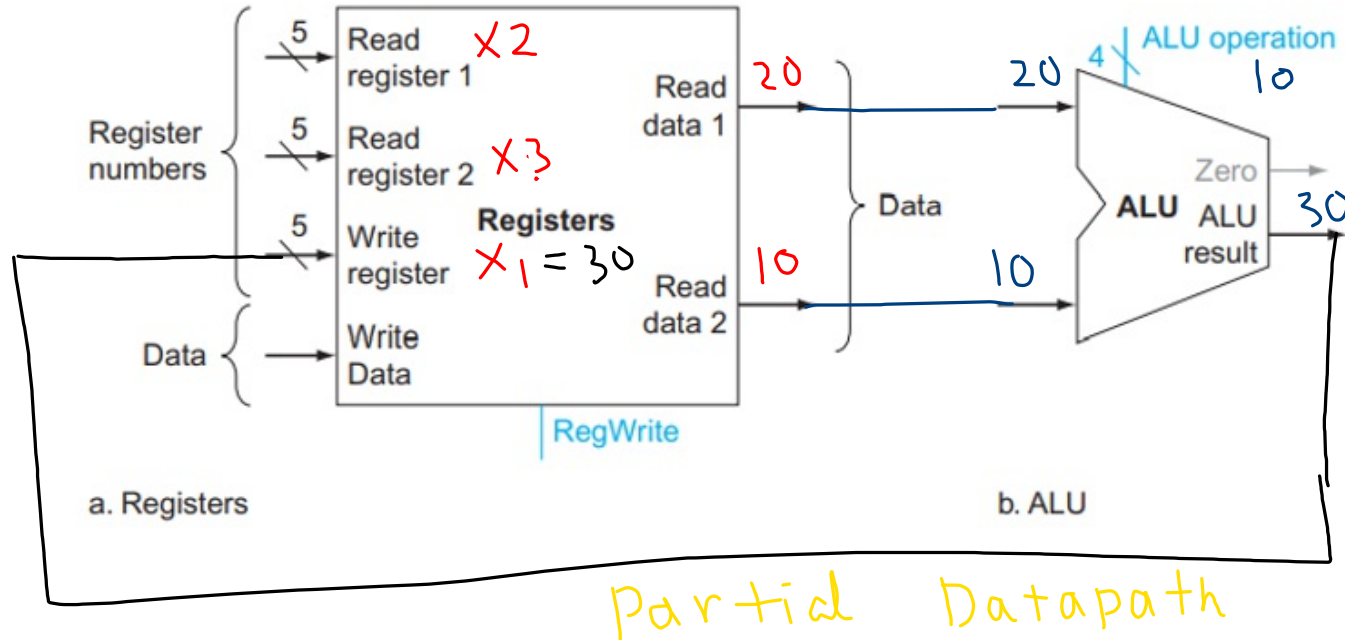 5
Read
register 1
X2
5
Read
register 2
X3
Register
numbers
Registers
5
Write
register
X1 = 30
Data
Write
Data
Read
data 1
20
Read
data 2
10
Data
RegWrite
20
10
4
ALU operation
10
Zero
ALU
ALU
result
30
a. Registers
b. ALU
Partial Datapath